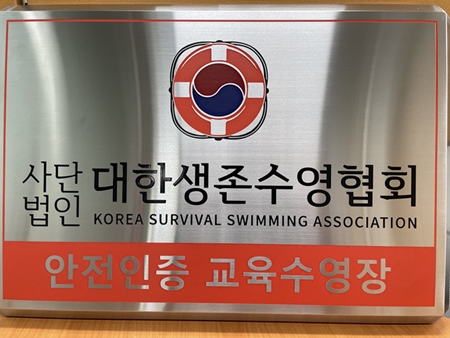 사단 법인 대한생존수영협회
KOREA SURVIVAL SWIMMING ASSOCIATION
안전인증 교육수영장